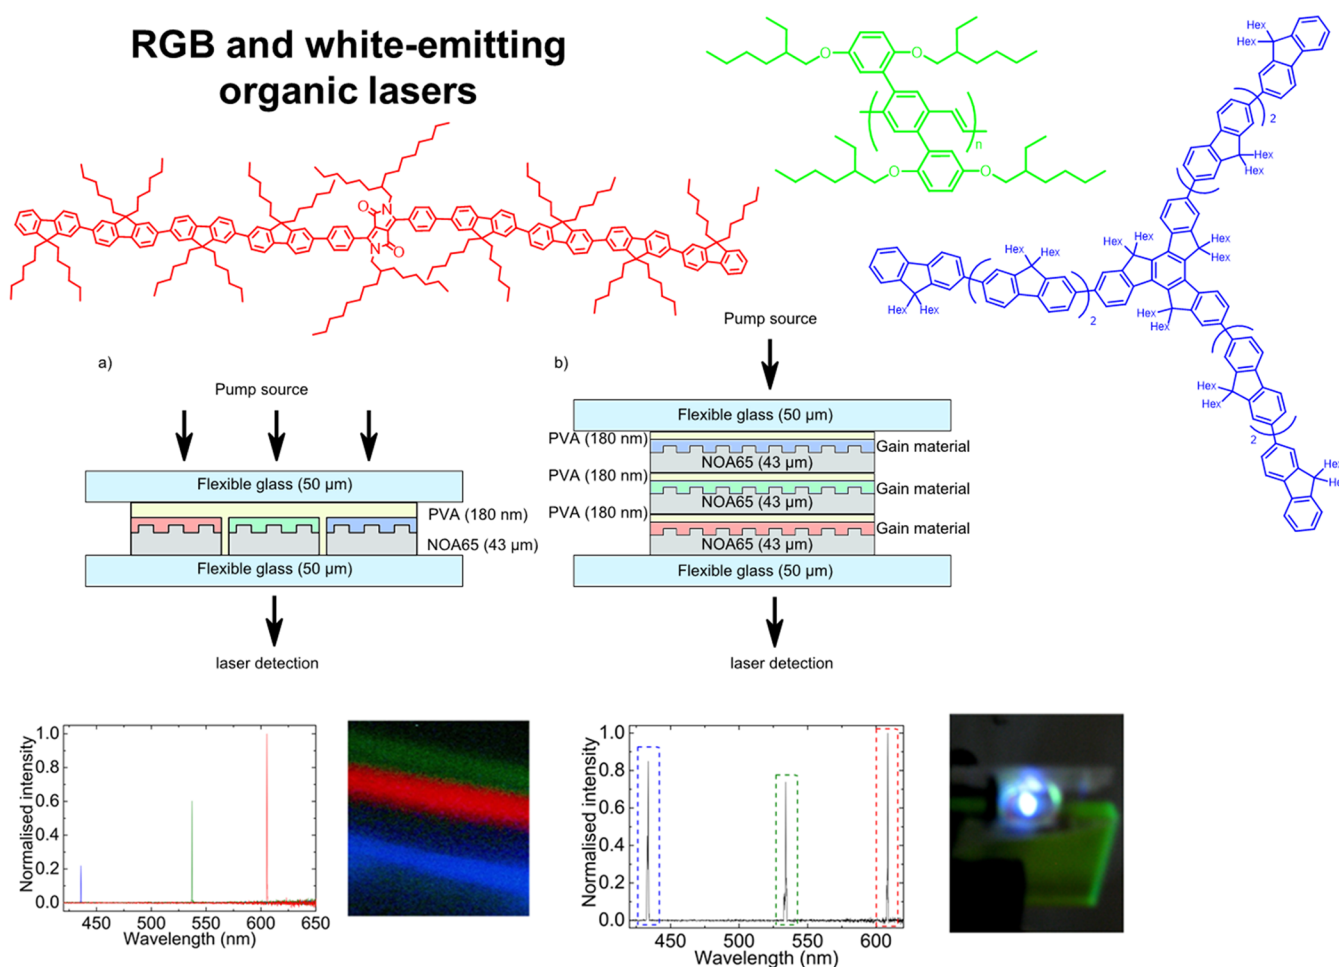 RGB and white-emitting
organic lasers
O
N
N
O
O
O
n
O
O
Hex
Hex
2
Hex
Hex
Hex
Hex
Hex
Hex
Hex
Hex
Hex
Hex
2
Hex
Hex
Hex
Hex
2
Hex
He
a)
Pump source
Flexible glass (50 µm)
PVA (180 nm)
NOA65 (43 µm)
Flexible glass (50 µm)
laser detection
b)
Pump source
Flexible glass (50 µm)
PVA (180 nm)
Gain material
NOA65 (43 µm)
PVA (180 nm)
Gain material
NOA65 (43 µm)
PVA (180 nm)
Gain material
NOA65 (43 µm)
Flexible glass (50 µm)
laser detection
Normalised intensity
1.0
0.8
0.6
0.4
0.2
0.0
450 500 550 600 650
Wavelength (nm)
Normalised intensity
1.0
0.8
0.6
0.4
0.2
0.0
450 500 550 600
Wavelength (nm)